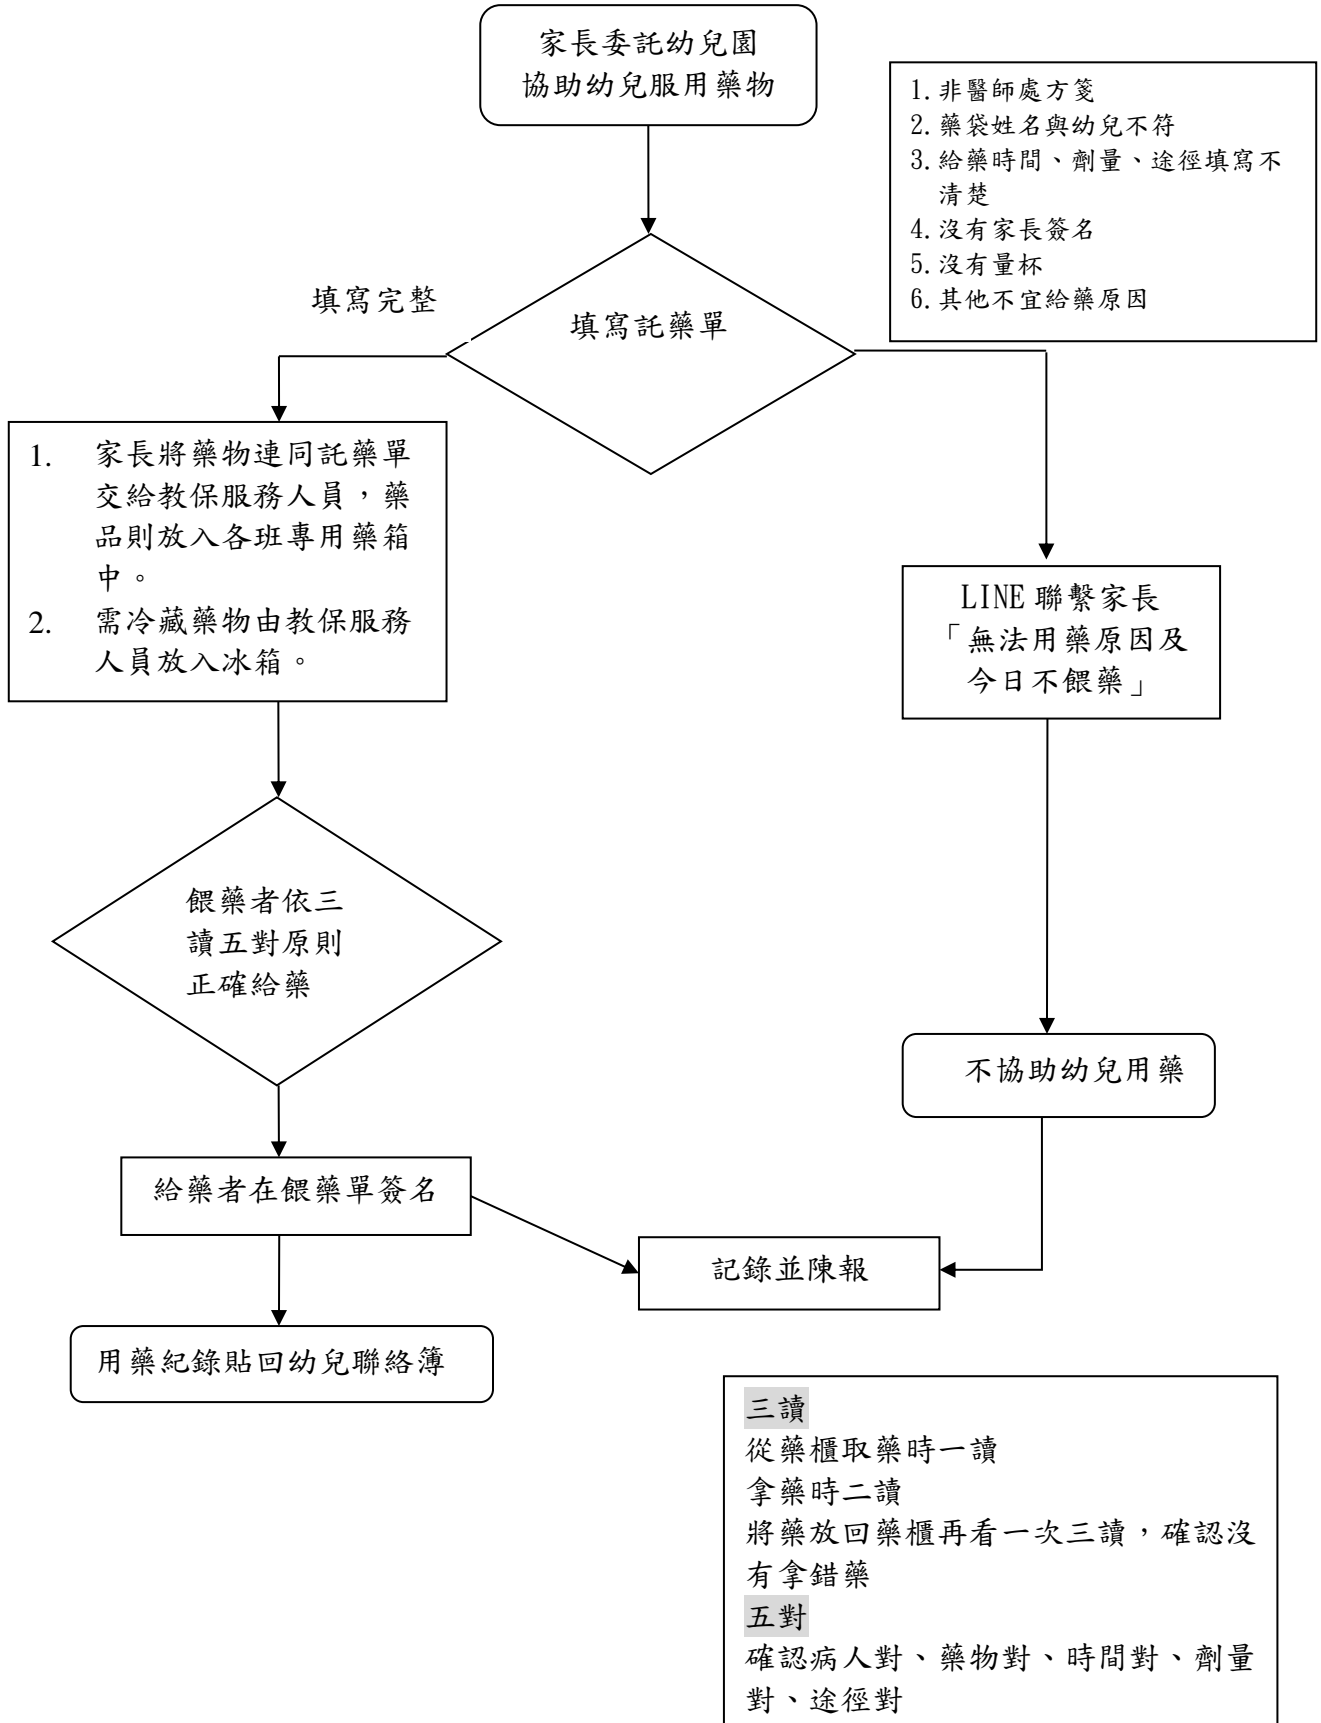 家長委託幼兒園
協助幼兒服用藥物
1.非醫師處方箋
2.藥袋姓名與幼兒不符
3.給藥時間、劑量、途徑填寫不
清楚
4.沒有家長簽名
5.沒有量杯
6.其他不宜給藥原因
填寫完整
填寫託藥單
1. 家長將藥物連同託藥單
交給教保服務人員，藥
品則放入各班專用藥箱
中。
2. 需冷藏藥物由教保服務
人員放入冰箱。
LINE 聯繫家長
「無法用藥原因及
今日不餵藥」
餵藥者依三
讀五對原則
正確給藥
不協助幼兒用藥
給藥者在餵藥單簽名
記錄並陳報
用藥紀錄貼回幼兒聯絡簿
三讀
從藥櫃取藥時一讀
拿藥時二讀
將藥放回藥櫃再看一次三讀，確認沒
有拿錯藥
五對
確認病人對、藥物對、時間對、劑量
對、途徑對